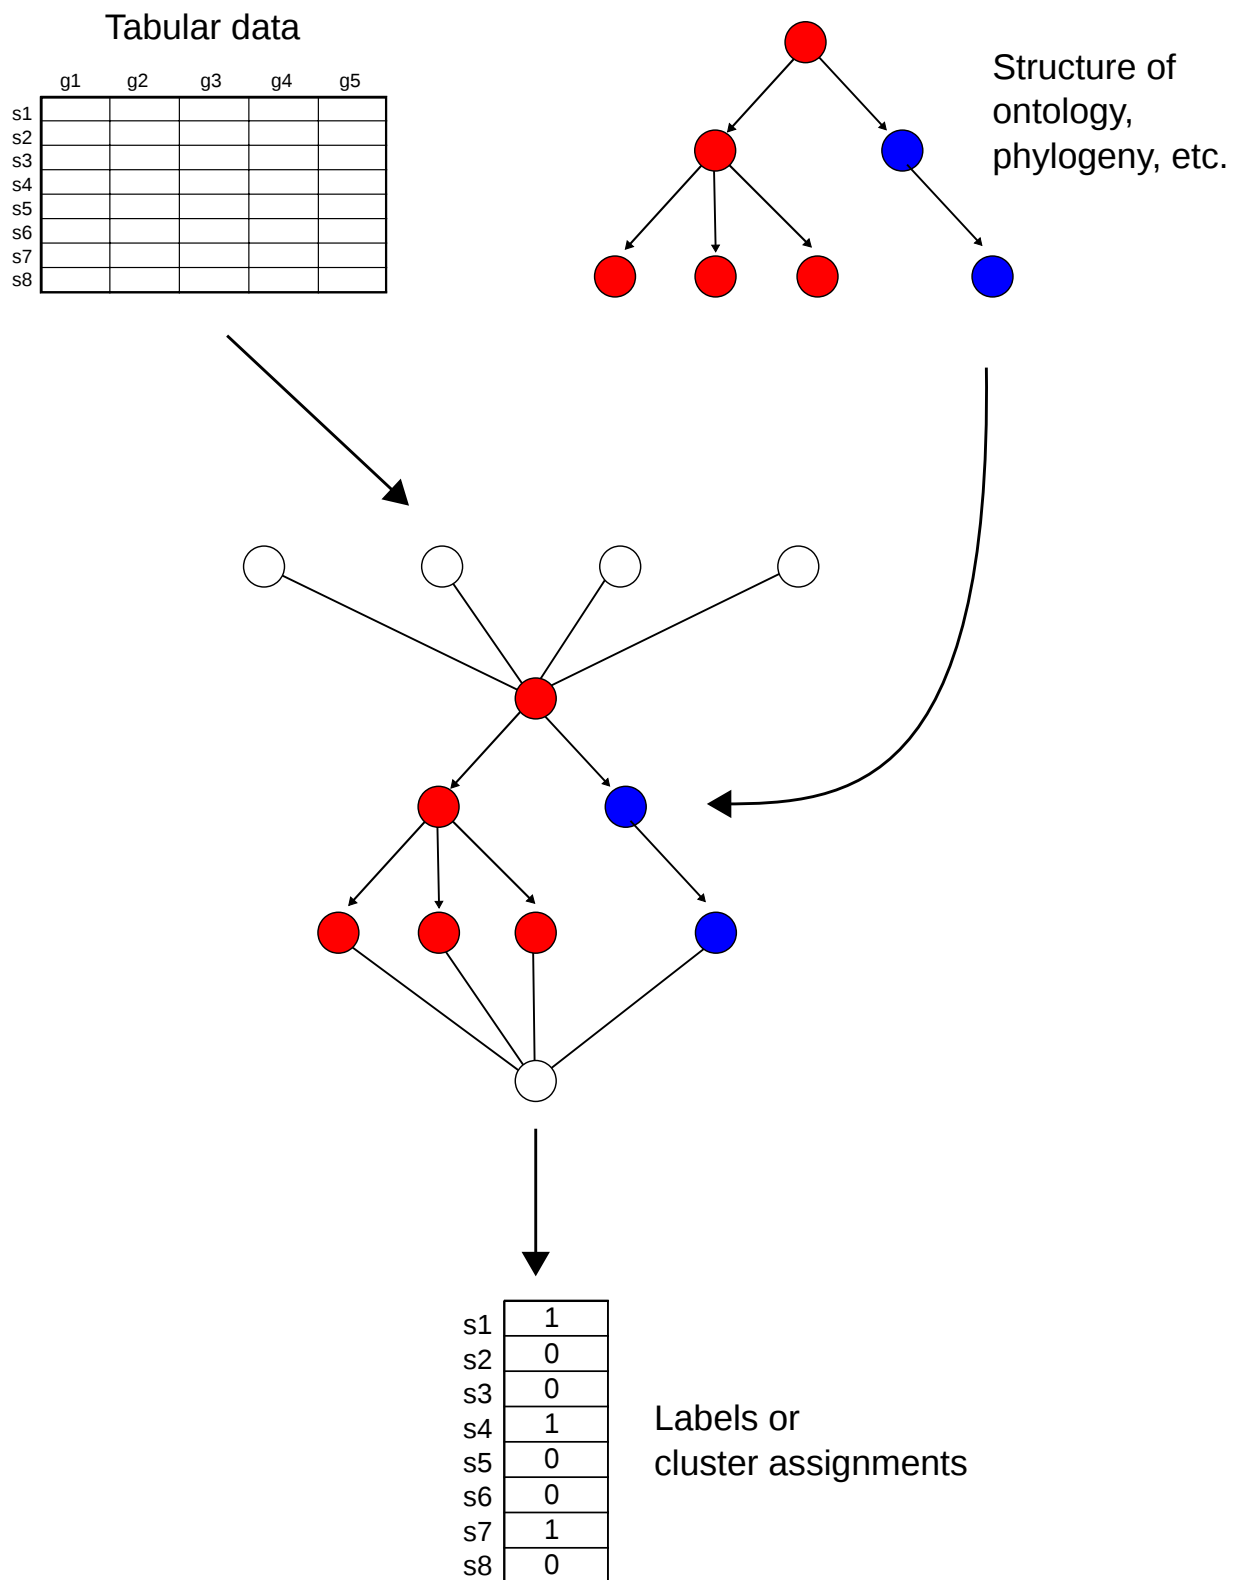 Tabular data
g1 g2 g3 g4 g5
s1
s2
s3
s4
s5
s6
s7
s8
Structure of
ontology,
phylogeny, etc.
s1 1
s2 0
s3 0
s4 1
s5 0
s6 0
s7 1
s8 0
Labels or
cluster assignments